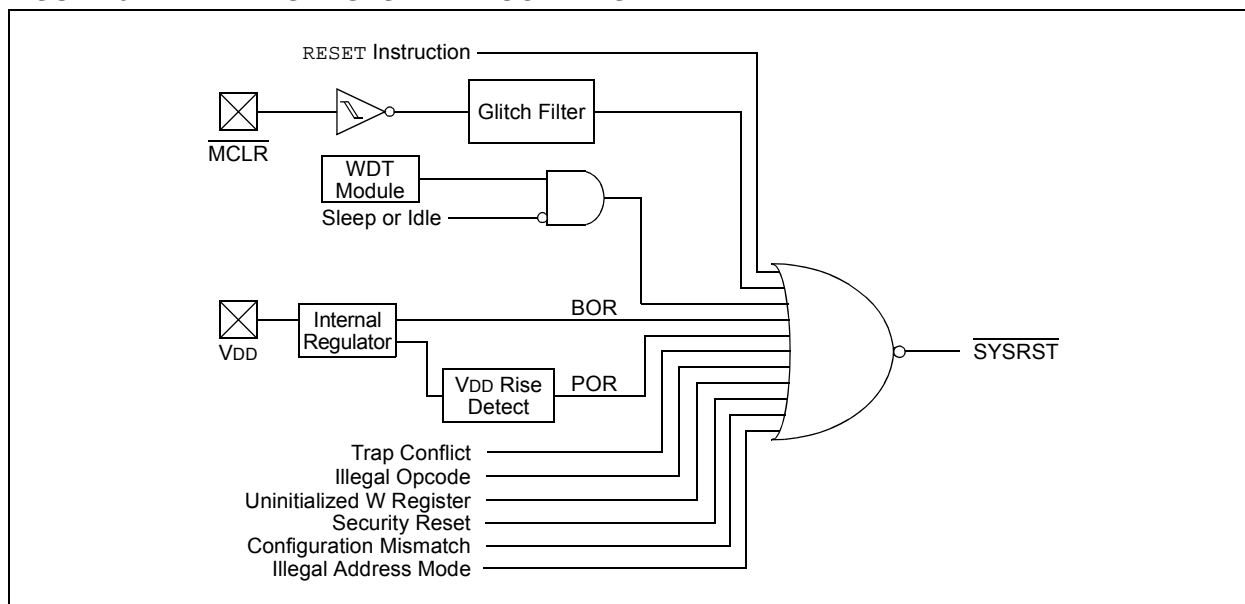 RESET Instruction
Glitch Filter
MCLR
WDT
Module
Sleep or Idle
VDD
Internal
Regulator
BOR
VDD Rise
Detect
POR
SYSRST
Trap Conflict
Illegal Opcode
Uninitialized W Register
Security Reset
Configuration Mismatch
Illegal Address Mode